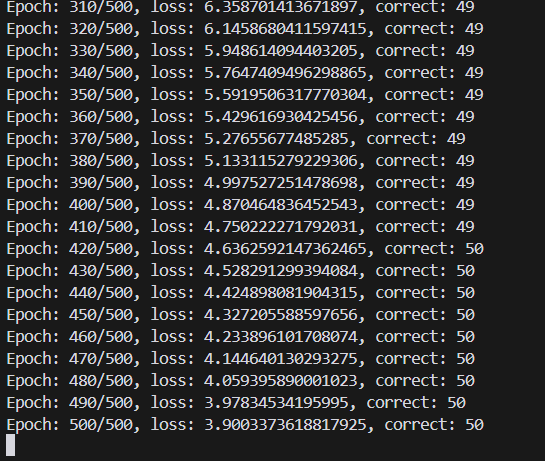 Epoch: 310/500, loss: 6.358701413671897, correct: 49
Epoch: 320/500, loss: 6.1458680411597415, correct: 49
Epoch: 330/500, loss: 5.948614094403205, correct: 49
Epoch: 340/500, loss: 5.7647409496298865, correct: 49
Epoch: 350/500, loss: 5.5919506317770304, correct: 49
Epoch: 360/500, loss: 5.429616930425456, correct: 49
Epoch: 370/500, loss: 5.27655677485285, correct: 49
Epoch: 380/500, loss: 5.133115279229306, correct: 49
Epoch: 390/500, loss: 4.997527251478698, correct: 49
Epoch: 400/500, loss: 4.870464836452543, correct: 49
Epoch: 410/500, loss: 4.750222271792031, correct: 49
Epoch: 420/500, loss: 4.6362592147362465, correct: 50
Epoch: 430/500, loss: 4.528291299394084, correct: 50
Epoch: 440/500, loss: 4.424898081904315, correct: 50
Epoch: 450/500, loss: 4.327205588597656, correct: 50
Epoch: 460/500, loss: 4.233896101708074, correct: 50
Epoch: 470/500, loss: 4.144640130293275, correct: 50
Epoch: 480/500, loss: 4.059395890001023, correct: 50
Epoch: 490/500, loss: 3.97834534195995, correct: 50
Epoch: 500/500, loss: 3.9003373618817925, correct: 50